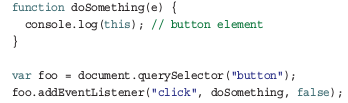 function doSomething(e) {
  console.log(this); // button element
}

var foo = document.querySelector("button");
foo.addEventListener("click", doSomething, false);